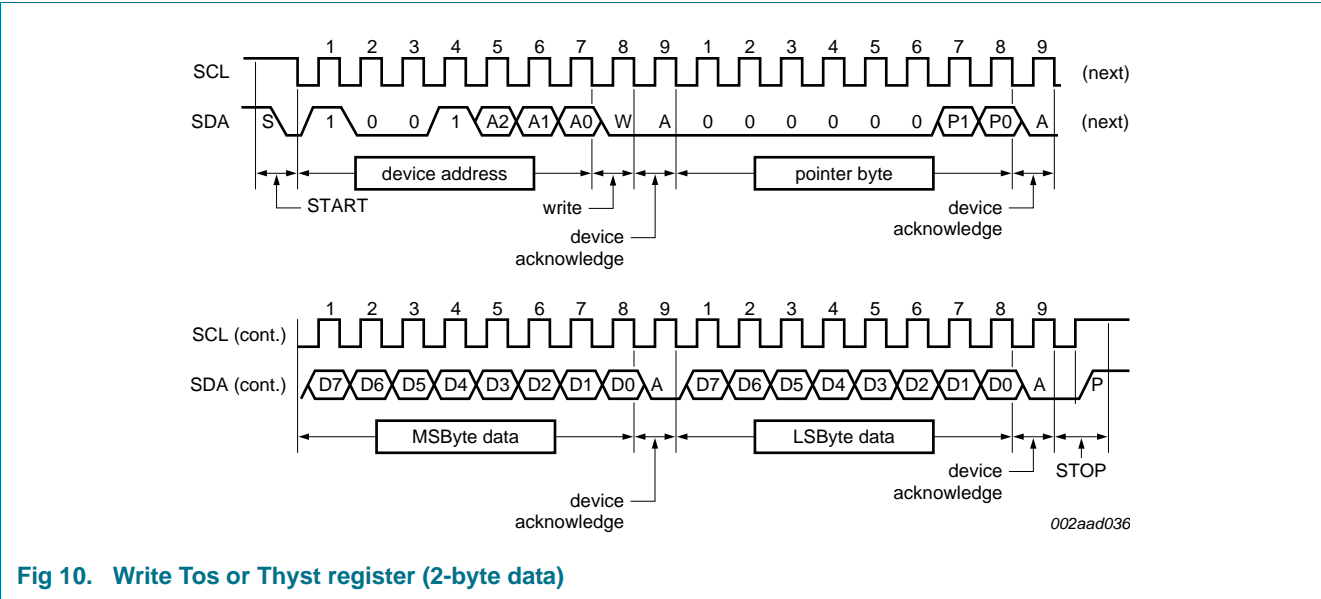 1 2 3 4 5 6 7 8 9 1 2 3 4 5 6 7 8 9
SCL (next)
SDA S 1 0 0 1 A2 A1 A0 W A 0 0 0 0 0 0 P1 P0 A (next)
device address pointer byte
START write device
device acknowledge
acknowledge
1 2 3 4 5 6 7 8 9 1 2 3 4 5 6 7 8 9
SCL (cont.)
SDA (cont.) D7 D6 D5 D4 D3 D2 D1 D0 A D7 D6 D5 D4 D3 D2 D1 D0 A P
MSByte data LSByte data
device STOP
acknowledge
device
acknowledge
002aad036
Fig 10. Write Tos or Thyst register (2-byte data)